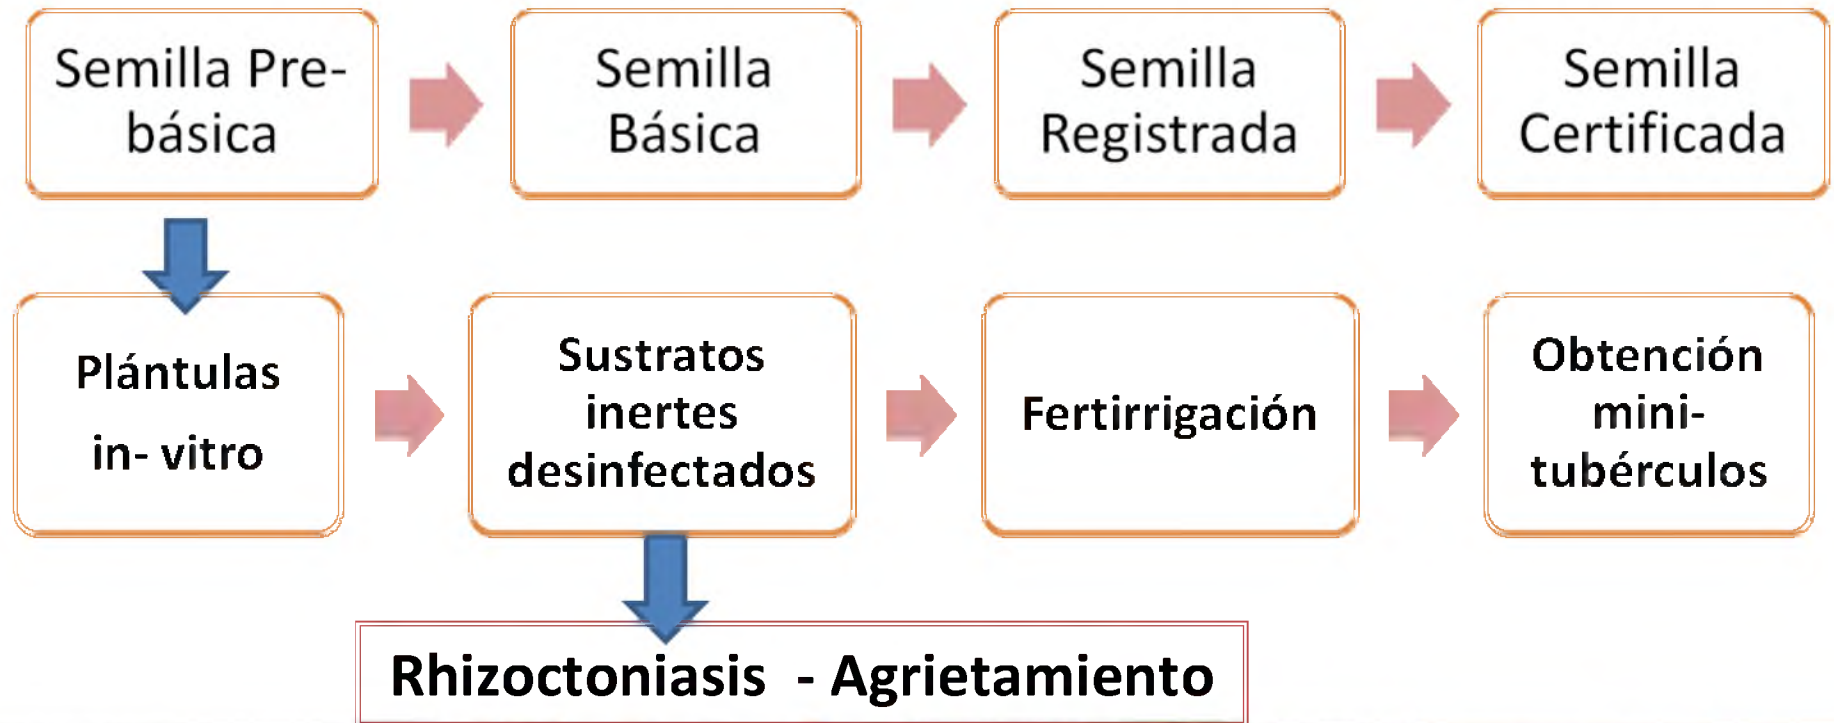 Semilla Pre-
básica
Semilla
Básica
Semilla
Registrada
Semilla
Certificada
Plántulas
in- vitro
Sustratos
inertes
desinfectados
Fertirrigación
Obtención
mini-
tubérculos
Rhizoctoniasis - Agrietamiento